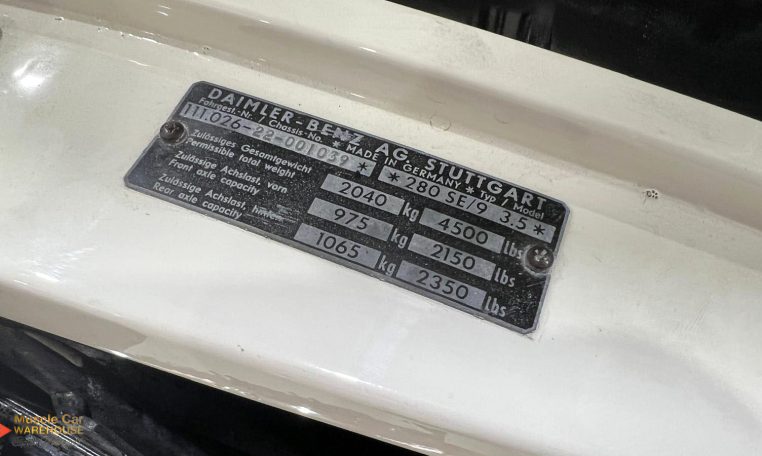 DAIMLER-BENZ AG. STUTTGART
Fahrgest.-Nr. / Chassis-No. * MADE IN GERMANY * Typ / Model
111.026-22-001039 * * 280 SE/9 3.5 *
Zulässiges Gesamtgewicht
Permissible total weight 2040 kg 4500 lbs
Zulässige Achslast, vorn
Front axle capacity 975 kg 2150 lbs
Zulässige Achslast, hinten
Rear axle capacity 1065 kg 2350 lbs
Muscle Car
WAREHOUSE